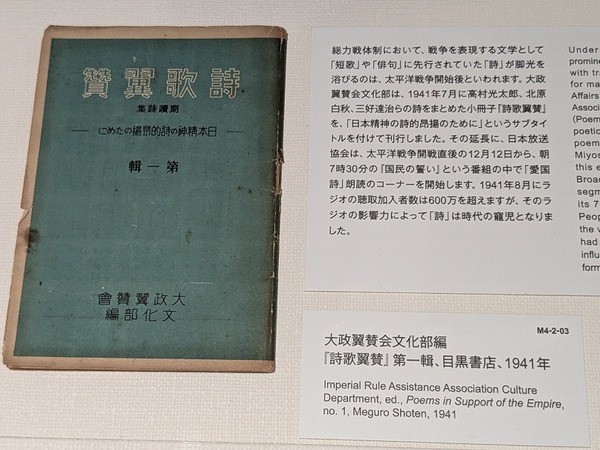 贊翼歌詩
集詩讀朗
にめたの揚昂的詩の神精本日
輯一第
會贊翼政大
編部化文
総力戦体制において、戦争を表現する文学として
「短歌」や「俳句」に先行されていた「詩」が脚光を
浴びるのは、太平洋戦争開始後といわれます。大政
翼賛会文化部は、1941年7月に高村光太郎、北原
白秋、三好達治らの詩をまとめた小冊子『詩歌翼賛』
を、「日本精神の詩的昂揚のために」というサブタイ
トルを付けて刊行しました。その延長に、日本放送
協会は、太平洋戦争開戦直後の12月12日から、朝
7時30分の「国民の誓い」という番組の中で「愛国
詩」朗読のコーナーを開始します。1941年8月にラ
ジオの聴取加入者数は600万を超えますが、そのラ
ジオの影響力によって「詩」は時代の寵児となりま
した。
Under
promine
with tr
for ma
Affairs
Associ
(Poem
poetic
poem
Miyos
this e
Broa
segm
its 7
Peop
the v
had
influ
form
M4-2-03
大政翼賛会文化部編
『詩歌翼賛』第一輯、目黒書店、1941年
Imperial Rule Assistance Association Culture
Department, ed., Poems in Support of the Empire,
no. 1, Meguro Shoten, 1941